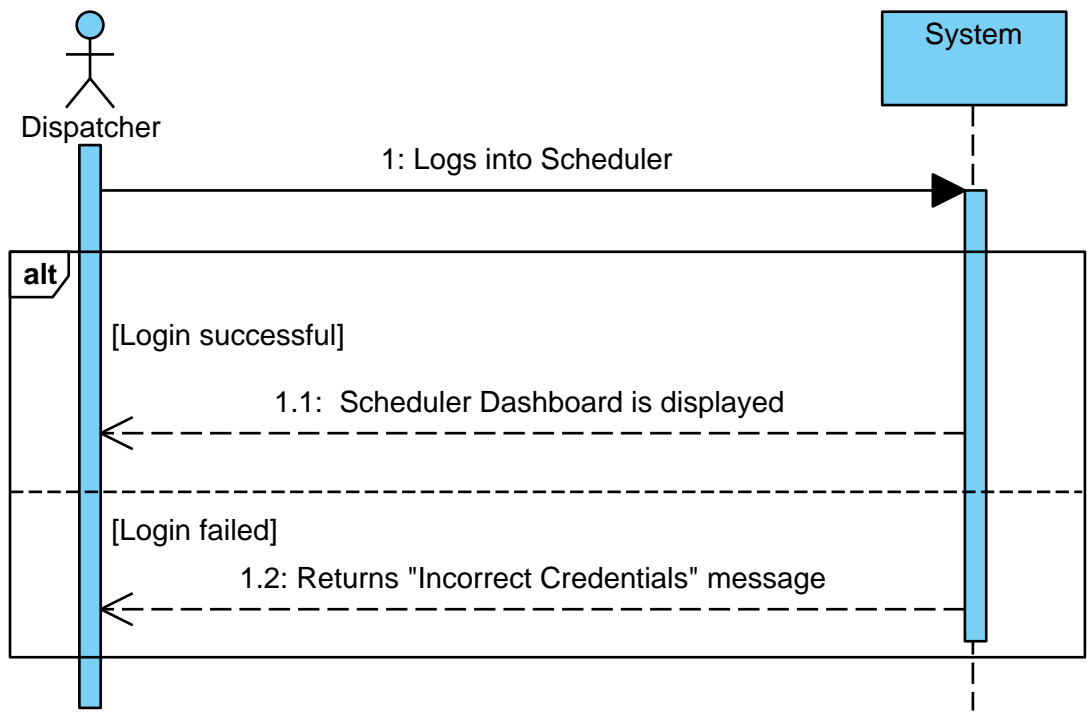 System
Dispatcher
1: Logs into Scheduler
alt
[Login successful]
1.1:  Scheduler Dashboard is displayed
[Login failed]
1.2: Returns "Incorrect Credentials" message